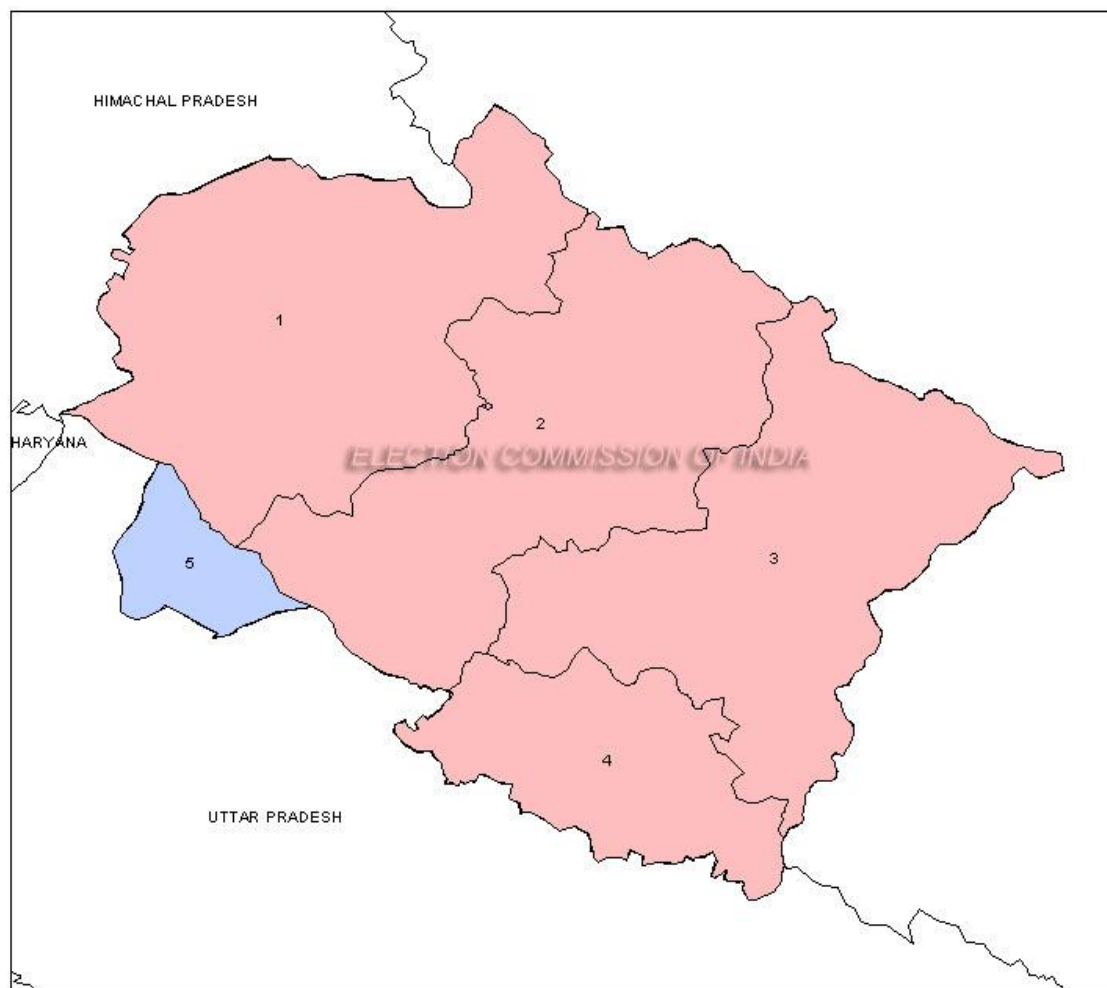 HIMACHAL PRADESH
1
2
HARYANA
ELECTION COMMISSION OF INDIA
5
3
4
UTTAR PRADESH